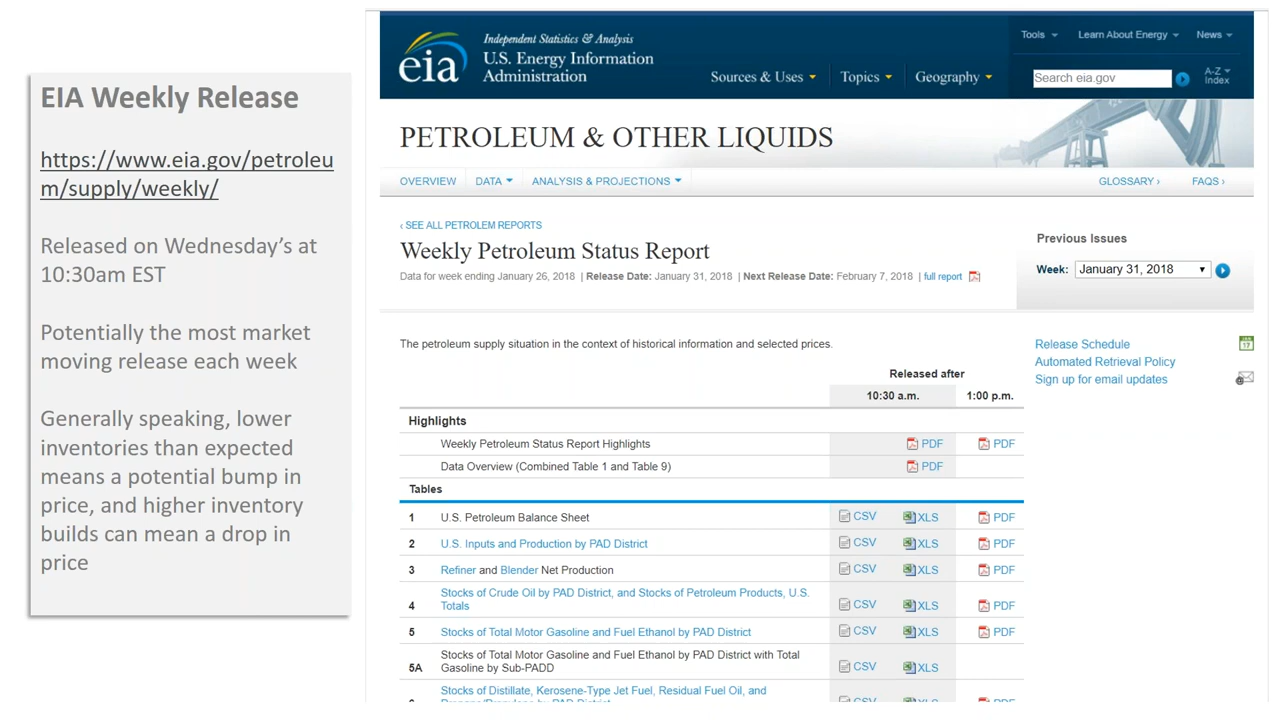 EIA Weekly Release
https://www.eia.gov/petroleu
m/supply/weekly/
Released on Wednesday’s at
10:30am EST
Potentially the most market
moving release each week
Generally speaking, lower
inventories than expected
means a potential bump in
price, and higher inventory
builds can mean a drop in
price
eia
Independent Statistics & Analysis
U.S. Energy Information
Administration
Sources & Uses Topics Geography
Tools Learn About Energy News
Search eia.gov
A-Z
Index
PETROLEUM & OTHER LIQUIDS
OVERVIEW DATA ANALYSIS & PROJECTIONS GLOSSARY › FAQS ›
‹ SEE ALL PETROLEM REPORTS
Weekly Petroleum Status Report
Data for week ending January 26, 2018 | Release Date: January 31, 2018 | Next Release Date: February 7, 2018 | full report
Previous Issues
Week: January 31, 2018
The petroleum supply situation in the context of historical information and selected prices.
Release Schedule
Automated Retrieval Policy
Sign up for email updates
Released after
10:30 a.m. 1:00 p.m.
Highlights
Weekly Petroleum Status Report Highlights PDF PDF
Data Overview (Combined Table 1 and Table 9) PDF
Tables
1 U.S. Petroleum Balance Sheet CSV XLS PDF
2 U.S. Inputs and Production by PAD District CSV XLS PDF
3 Refiner and Blender Net Production CSV XLS PDF
4 Stocks of Crude Oil by PAD District, and Stocks of Petroleum Products, U.S.
Totals CSV XLS PDF
5 Stocks of Total Motor Gasoline and Fuel Ethanol by PAD District CSV XLS PDF
5A Stocks of Total Motor Gasoline and Fuel Ethanol by PAD District with Total
Gasoline by Sub-PADD CSV XLS
Stocks of Distillate, Kerosene-Type Jet Fuel, Residual Fuel Oil, and